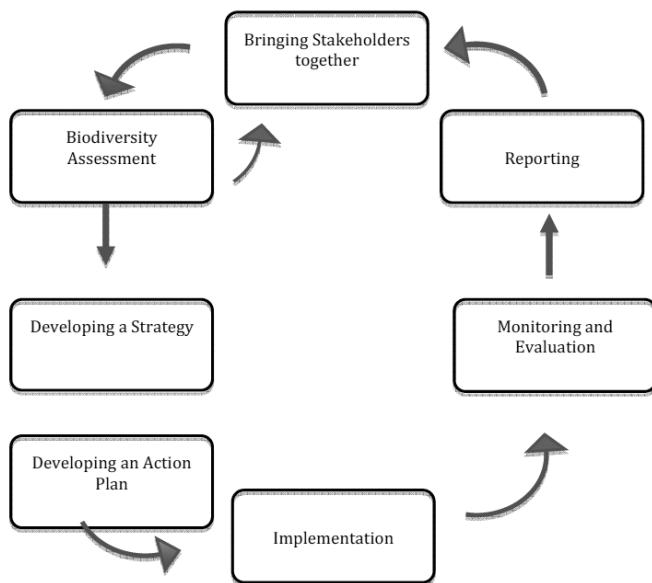 Bringing Stakeholders
together
Biodiversity
Assessment
Reporting
Developing a Strategy
Monitoring and
Evaluation
Developing an Action
Plan
Implementation